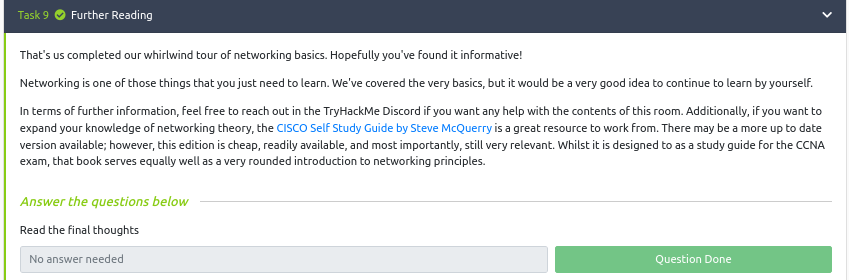 Task 9 Further Reading
That's us completed our whirlwind tour of networking basics. Hopefully you've found it informative!
Networking is one of those things that you just need to learn. We've covered the very basics, but it would be a very good idea to continue to learn by yourself.
In terms of further information, feel free to reach out in the TryHackMe Discord if you want any help with the contents of this room. Additionally, if you want to
expand your knowledge of networking theory, the CISCO Self Study Guide by Steve McQuerry is a great resource to work from. There may be a more up to date
version available; however, this edition is cheap, readily available, and most importantly, still very relevant. Whilst it is designed to as a study guide for the CCNA
exam, that book serves equally well as a very rounded introduction to networking principles.
Answer the questions below
Read the final thoughts
No answer needed
Question Done